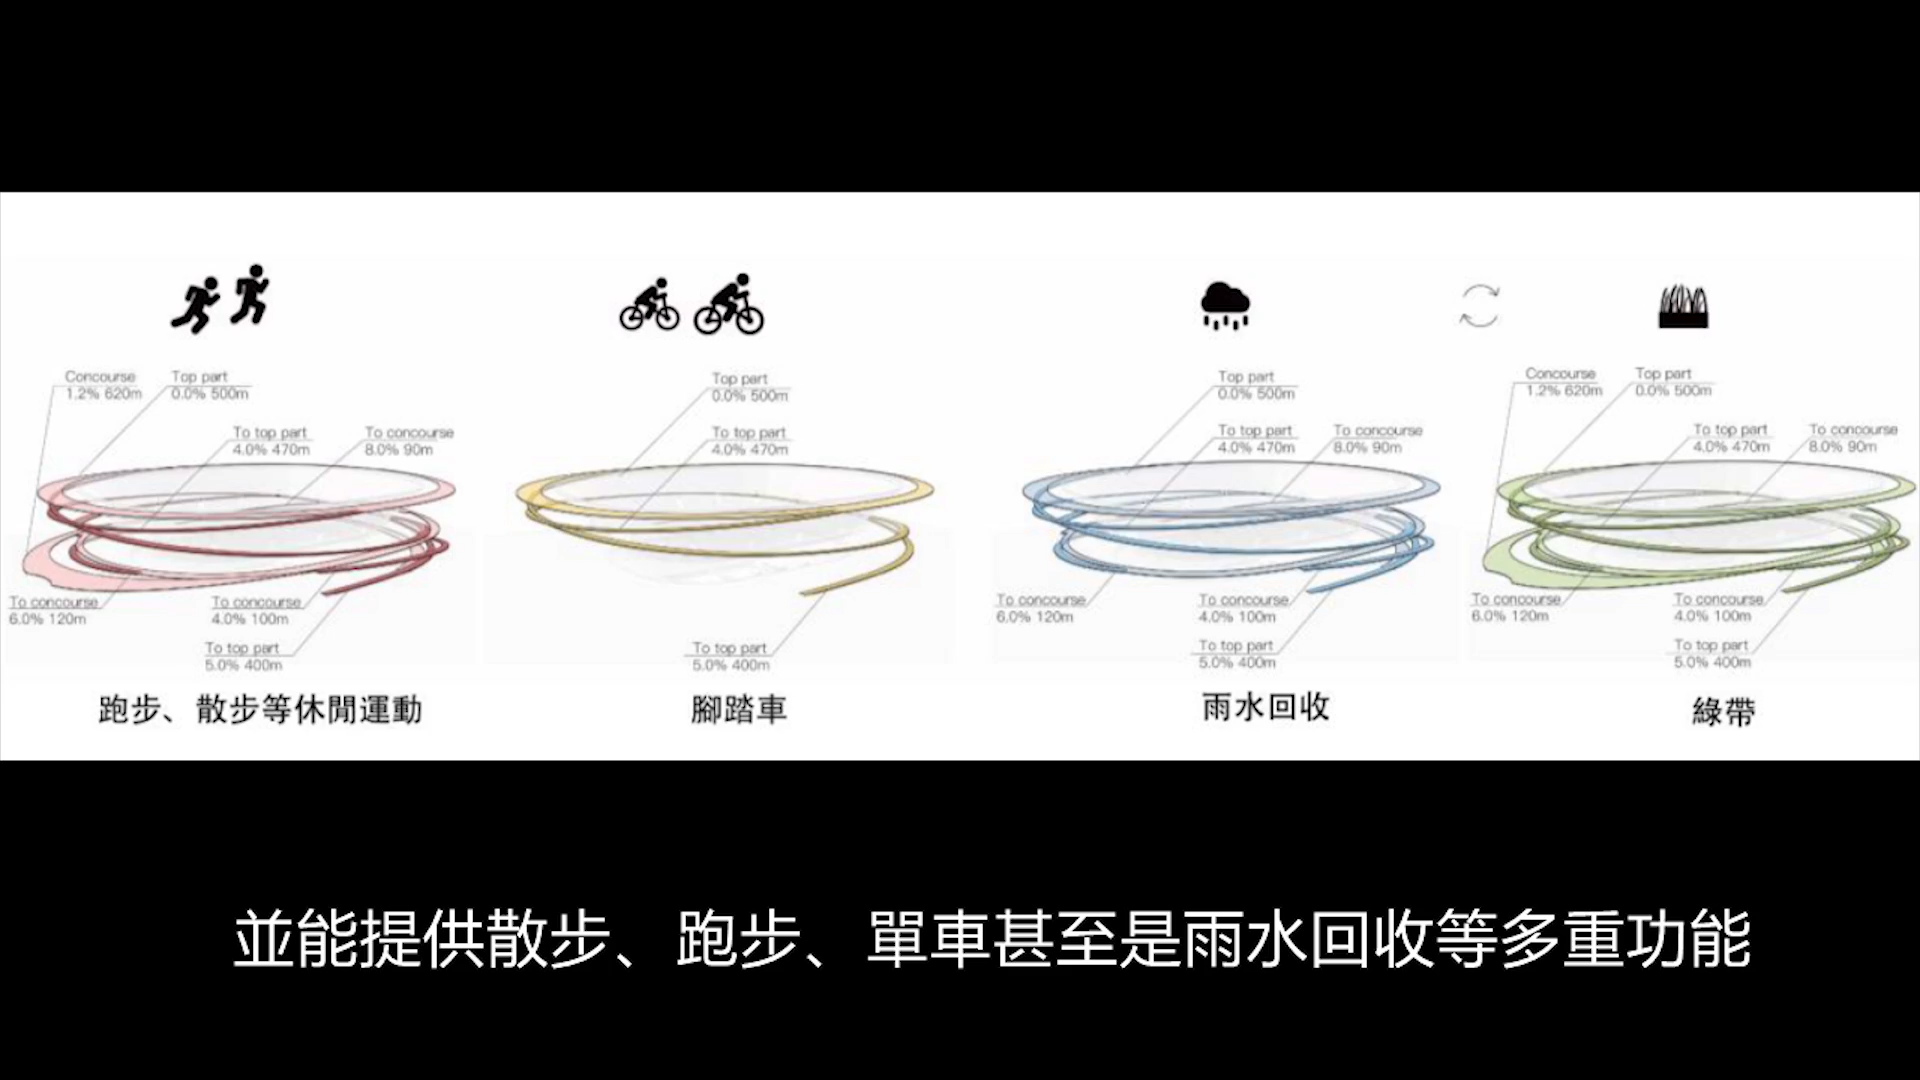 Concourse
1.2% 620m
Top part
0.0% 500m
To top part
4.0% 470m
To concourse
8.0% 90m
To concourse
6.0% 120m
To concourse
4.0% 100m
To top part
5.0% 400m
跑步、散步等休閒運動
Top part
0.0% 500m
To top part
4.0% 470m
To top part
5.0% 400m
腳踏車
Top part
0.0% 500m
To top part
4.0% 470m
To concourse
8.0% 90m
To concourse
6.0% 120m
To concourse
4.0% 100m
To top part
5.0% 400m
雨水回收
Concourse
1.2% 620m
Top part
0.0% 500m
To top part
4.0% 470m
To concourse
8.0% 90m
To concourse
6.0% 120m
To concourse
4.0% 100m
To top part
5.0% 400m
綠帶
並能提供散步、跑步、單車甚至是雨水回收等多重功能